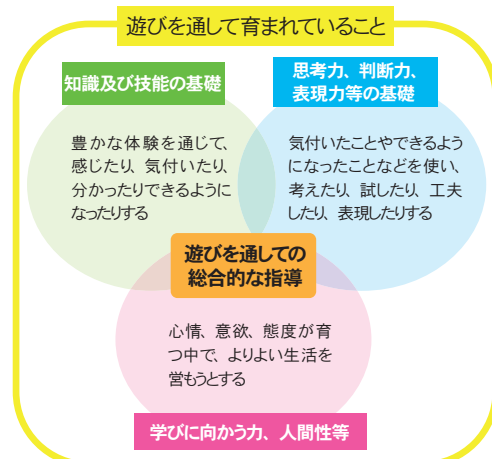 遊びを通して育まれていること
知識及び技能の基礎
豊かな体験を通じて、
感じたり、気付いたり、
分かったりできるように
なったりする
思考力、判断力、
表現力等の基礎
気付いたことやできるよう
になったことなどを使い、
考えたり、試したり、工夫
したり、表現したりする
遊びを通しての
総合的な指導
心情、意欲、態度が育
つ中で、よりよい生活を
営もうとする
学びに向かう力、人間性等